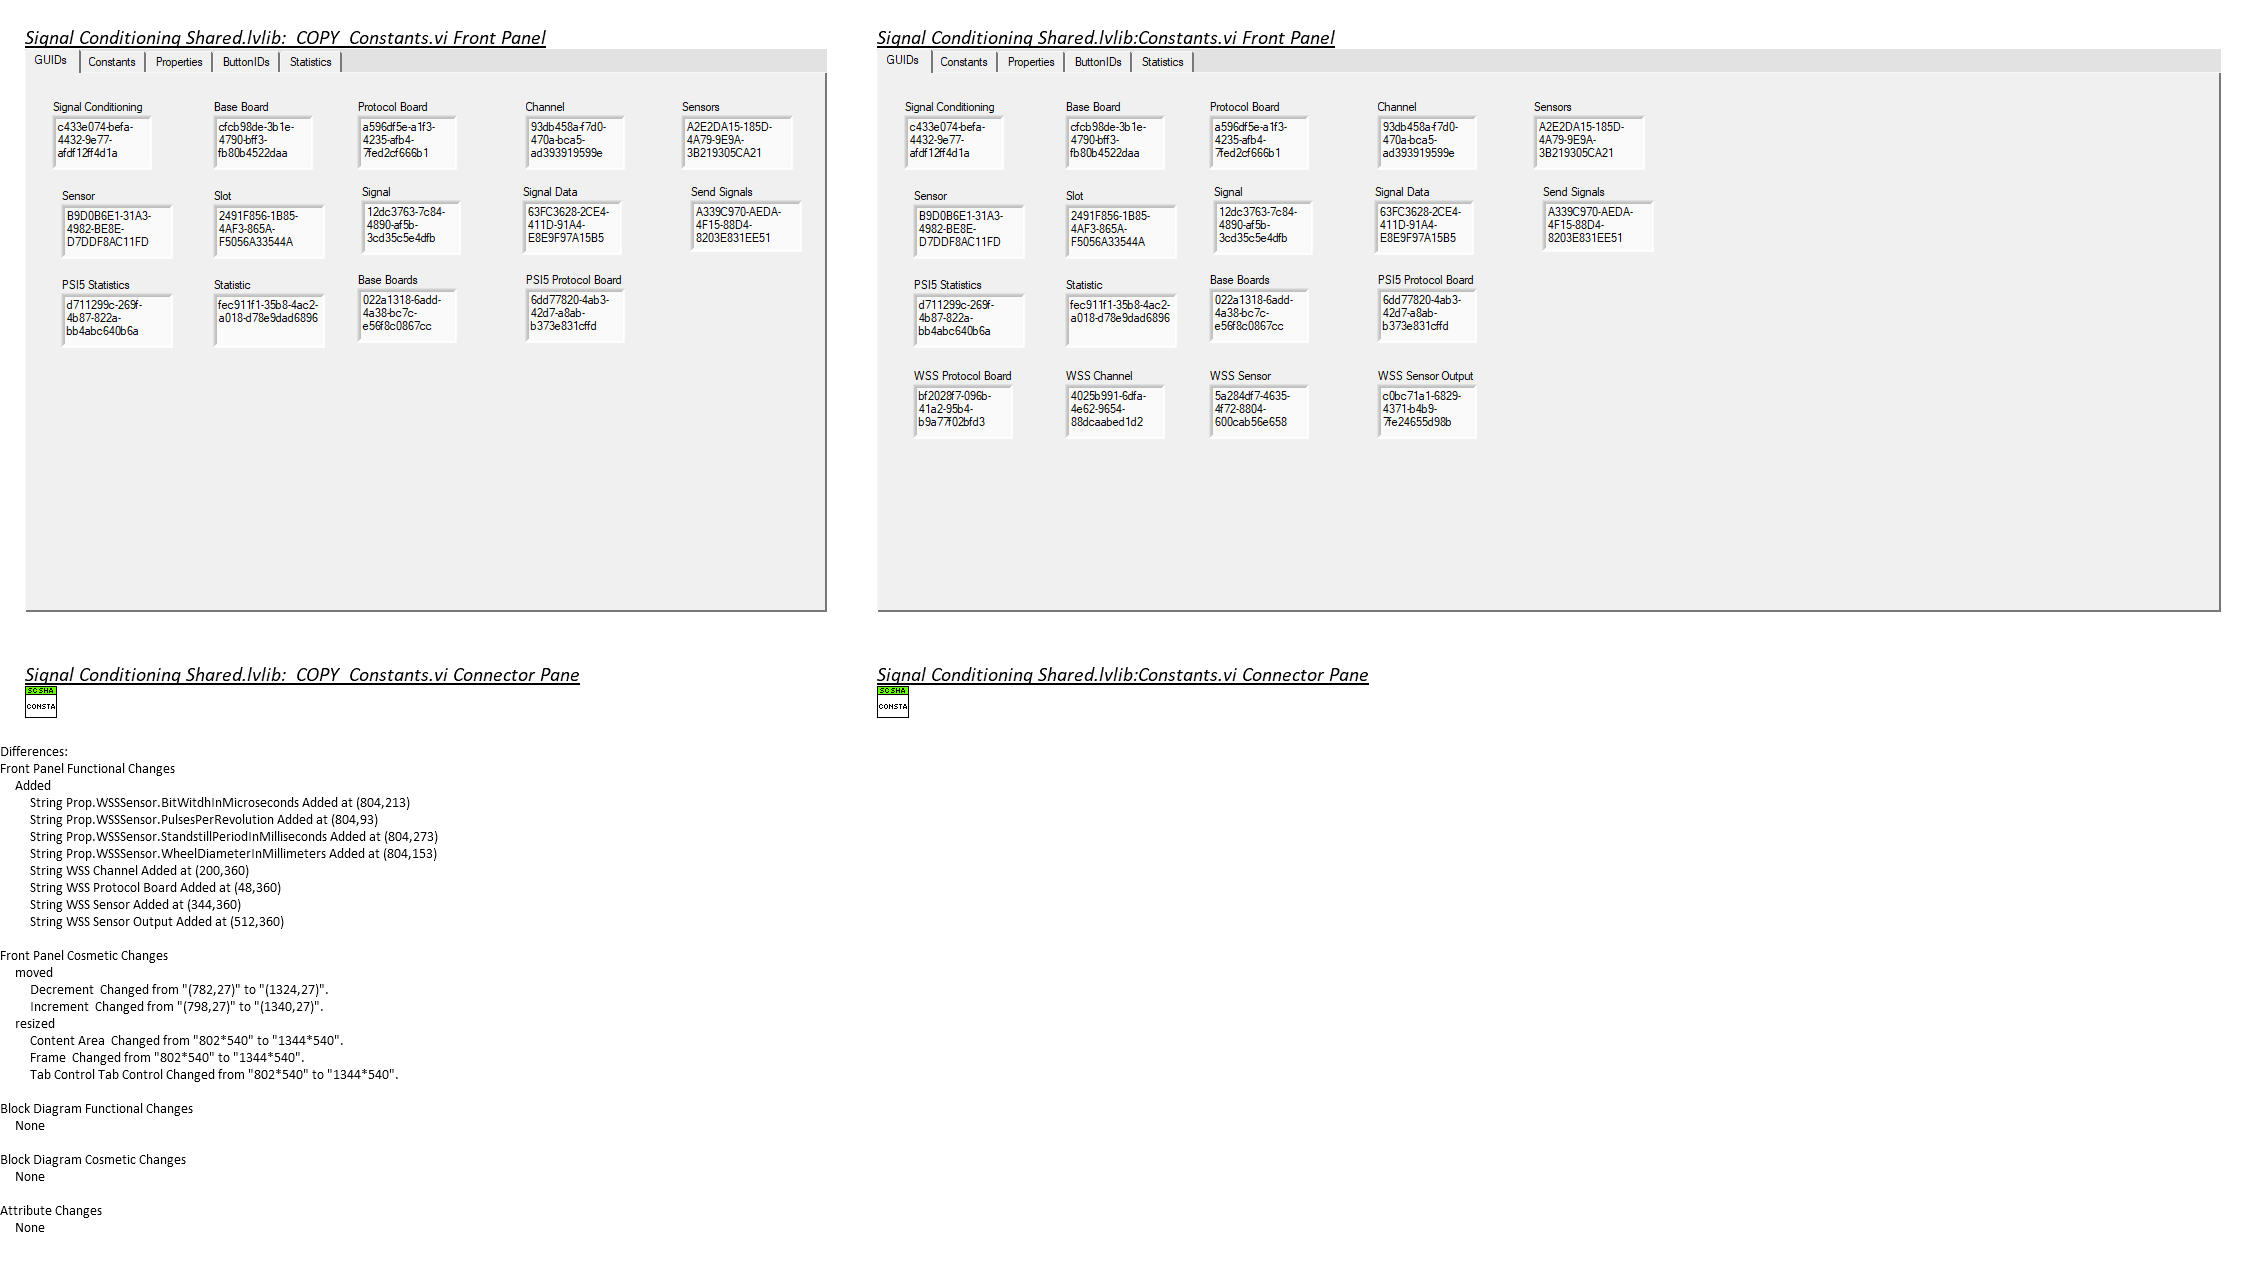 Signal Conditioning Shared.lvlib:  COPY  Constants.vi Front Panel
GUIDs Constants Properties ButtonIDs Statistics
Signal Conditioning
c433e074-befa-
4432-9e77-
afdf12ff4d1a
Base Board
cfcb98de-3b1e-
4790-bff3-
fb80b4522daa
Protocol Board
a596df5e-a1f3-
4235-afb4-
7fed2cf666b1
Channel
93db458a-f7d0-
470a-bca5-
ad393919599e
Sensors
A2E2DA15-185D-
4A79-9E9A-
3B219305CA21
Sensor
B9D0B6E1-31A3-
4982-BE8E-
D7DDF8AC11FD
Slot
2491F856-1B85-
4AF3-865A-
F5056A33544A
Signal
12dc3763-7c84-
4890-af5b-
3cd35c5e4dfb
Signal Data
63FC3628-2CE4-
411D-91A4-
E8E9F97A15B5
Send Signals
A339C970-AEDA-
4F15-88D4-
8203E831EE51
PSI5 Statistics
d711299c-269f-
4b87-822a-
bb4abc640b6a
Statistic
fec911f1-35b8-4ac2-
a018-d78e9dad6896
Base Boards
022a1318-6add-
4a38-bc7c-
e56f8c0867cc
PSI5 Protocol Board
6dd77820-4ab3-
42d7-a8ab-
b373e831cffd
Signal Conditioning Shared.lvlib:Constants.vi Front Panel
GUIDs Constants Properties ButtonIDs Statistics
Signal Conditioning
c433e074-befa-
4432-9e77-
afdf12ff4d1a
Base Board
cfcb98de-3b1e-
4790-bff3-
fb80b4522daa
Protocol Board
a596df5e-a1f3-
4235-afb4-
7fed2cf666b1
Channel
93db458a-f7d0-
470a-bca5-
ad393919599e
Sensors
A2E2DA15-185D-
4A79-9E9A-
3B219305CA21
Sensor
B9D0B6E1-31A3-
4982-BE8E-
D7DDF8AC11FD
Slot
2491F856-1B85-
4AF3-865A-
F5056A33544A
Signal
12dc3763-7c84-
4890-af5b-
3cd35c5e4dfb
Signal Data
63FC3628-2CE4-
411D-91A4-
E8E9F97A15B5
Send Signals
A339C970-AEDA-
4F15-88D4-
8203E831EE51
PSI5 Statistics
d711299c-269f-
4b87-822a-
bb4abc640b6a
Statistic
fec911f1-35b8-4ac2-
a018-d78e9dad6896
Base Boards
022a1318-6add-
4a38-bc7c-
e56f8c0867cc
PSI5 Protocol Board
6dd77820-4ab3-
42d7-a8ab-
b373e831cffd
WSS Protocol Board
bf2028f7-096b-
41a2-95b4-
b9a77f02bfd3
WSS Channel
4025b991-6dfa-
4e62-9654-
88dcaabed1d2
WSS Sensor
5a284df7-4635-
4f72-8804-
600cab56e658
WSS Sensor Output
c0bc71a1-6829-
4371-b4b9-
7fe24655d98b
Signal Conditioning Shared.lvlib:  COPY  Constants.vi Connector Pane
SC SHA
CONSTA
Signal Conditioning Shared.lvlib:Constants.vi Connector Pane
SC SHA
CONSTA
Differences:
Front Panel Functional Changes
Added
String Prop.WSSSensor.BitWitdhInMicroseconds Added at (804,213)
String Prop.WSSSensor.PulsesPerRevolution Added at (804,93)
String Prop.WSSSensor.StandstillPeriodInMilliseconds Added at (804,273)
String Prop.WSSSensor.WheelDiameterInMillimeters Added at (804,153)
String WSS Channel Added at (200,360)
String WSS Protocol Board Added at (48,360)
String WSS Sensor Added at (344,360)
String WSS Sensor Output Added at (512,360)
Front Panel Cosmetic Changes
moved
Decrement  Changed from "(782,27)" to "(1324,27)".
Increment  Changed from "(798,27)" to "(1340,27)".
resized
Content Area  Changed from "802*540" to "1344*540".
Frame  Changed from "802*540" to "1344*540".
Tab Control Tab Control Changed from "802*540" to "1344*540".
Block Diagram Functional Changes
None
Block Diagram Cosmetic Changes
None
Attribute Changes
None